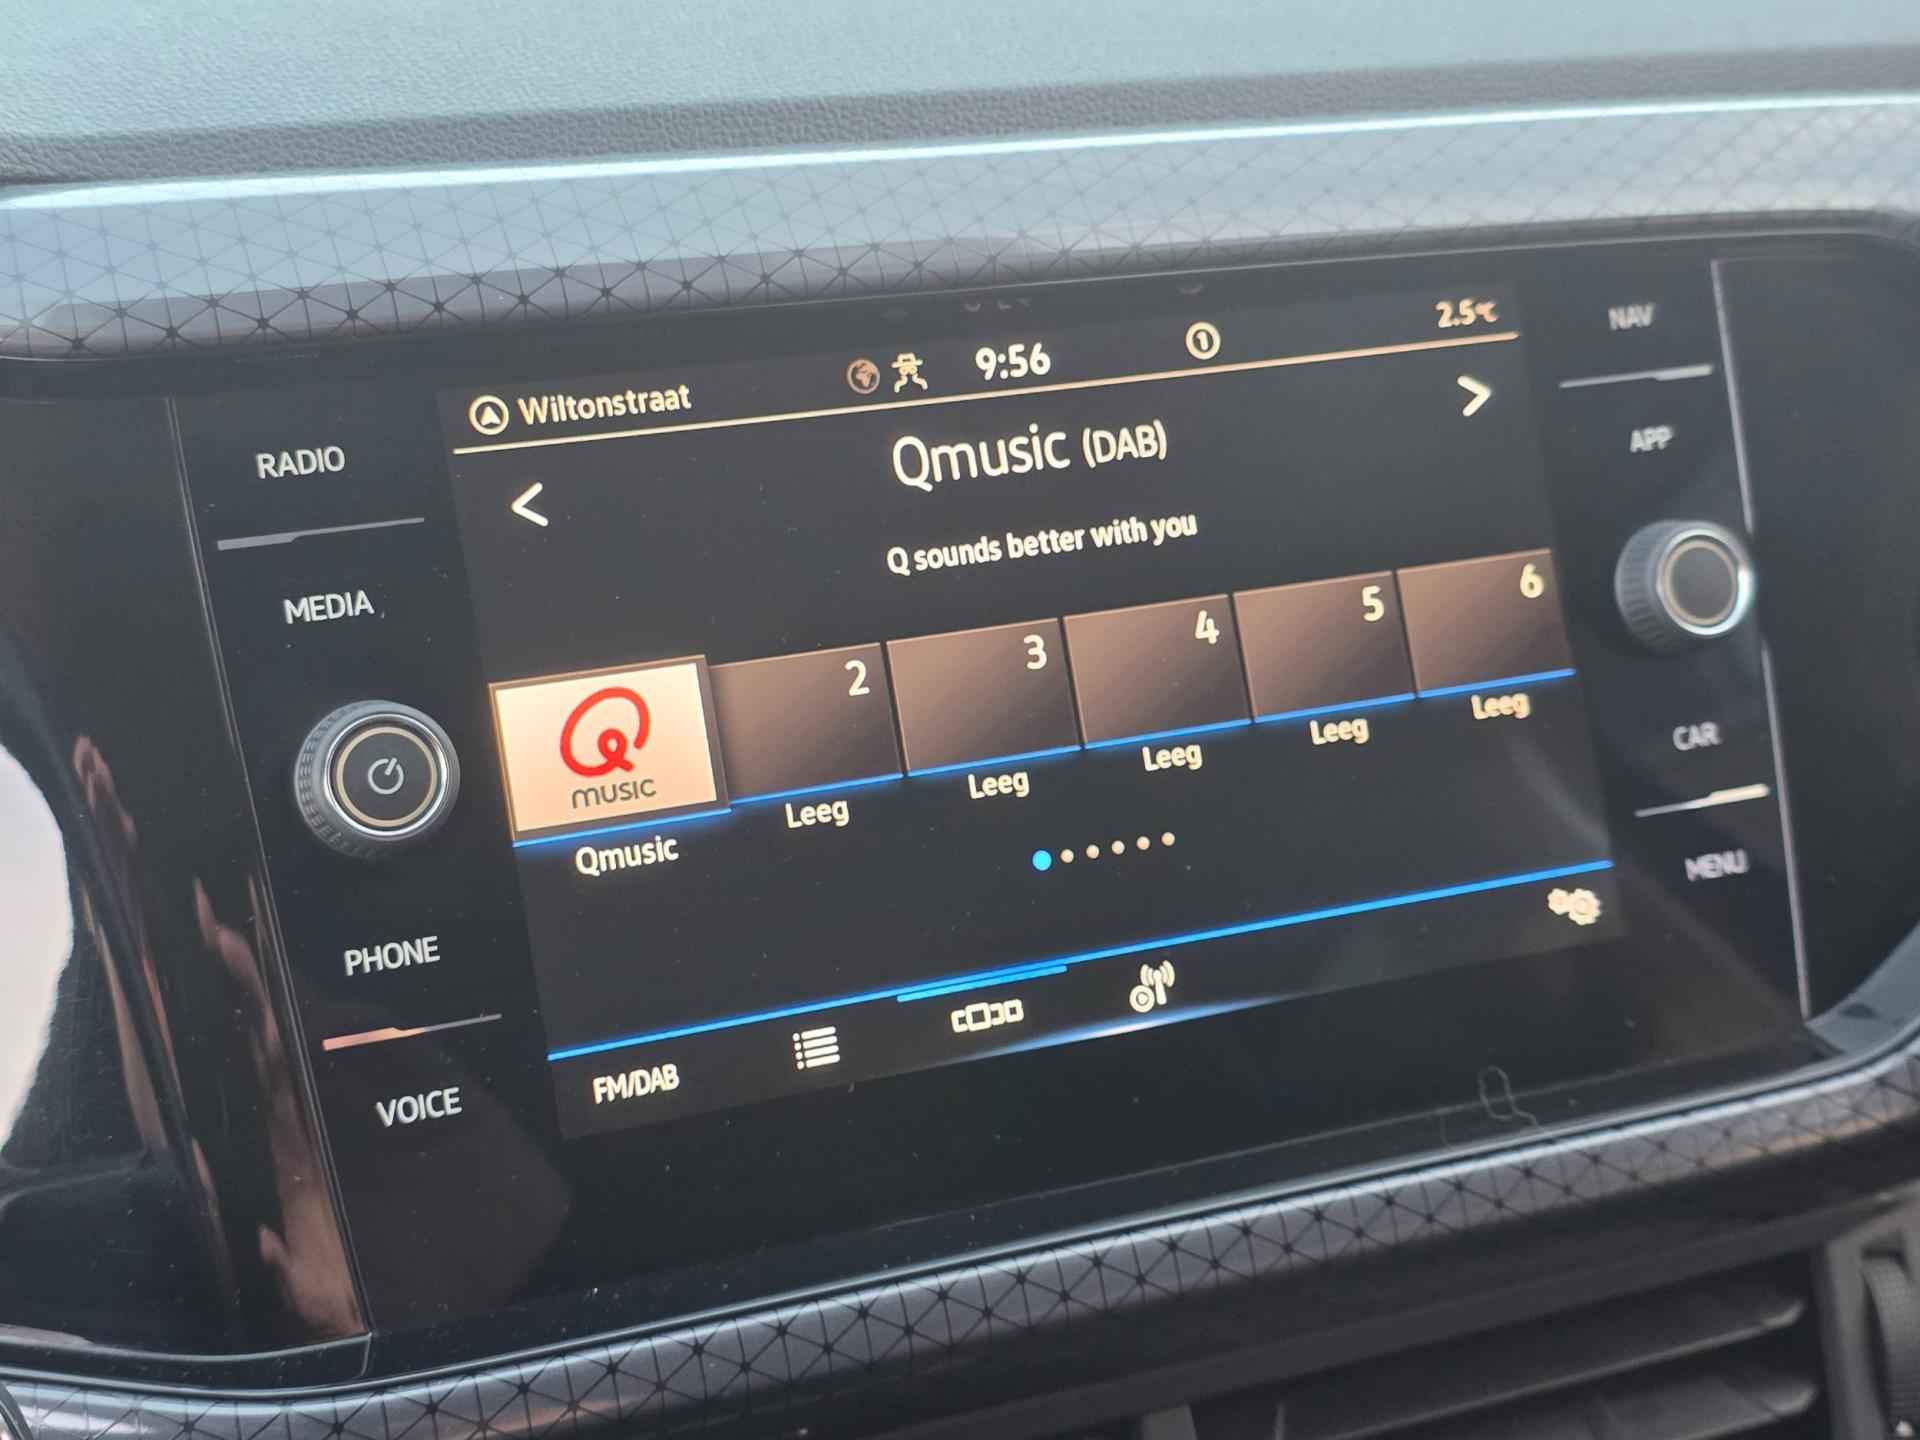 Wiltonstraat
9:56
1
2.5°C
NAV
RADIO
<
Qmusic (DAB)
>
APP
Q sounds better with you
MEDIA
2
3
4
5
6
Q
MUSIC
Qmusic
Leeg
Leeg
Leeg
Leeg
Leeg
CAR
MENU
PHONE
FM/DAB
VOICE